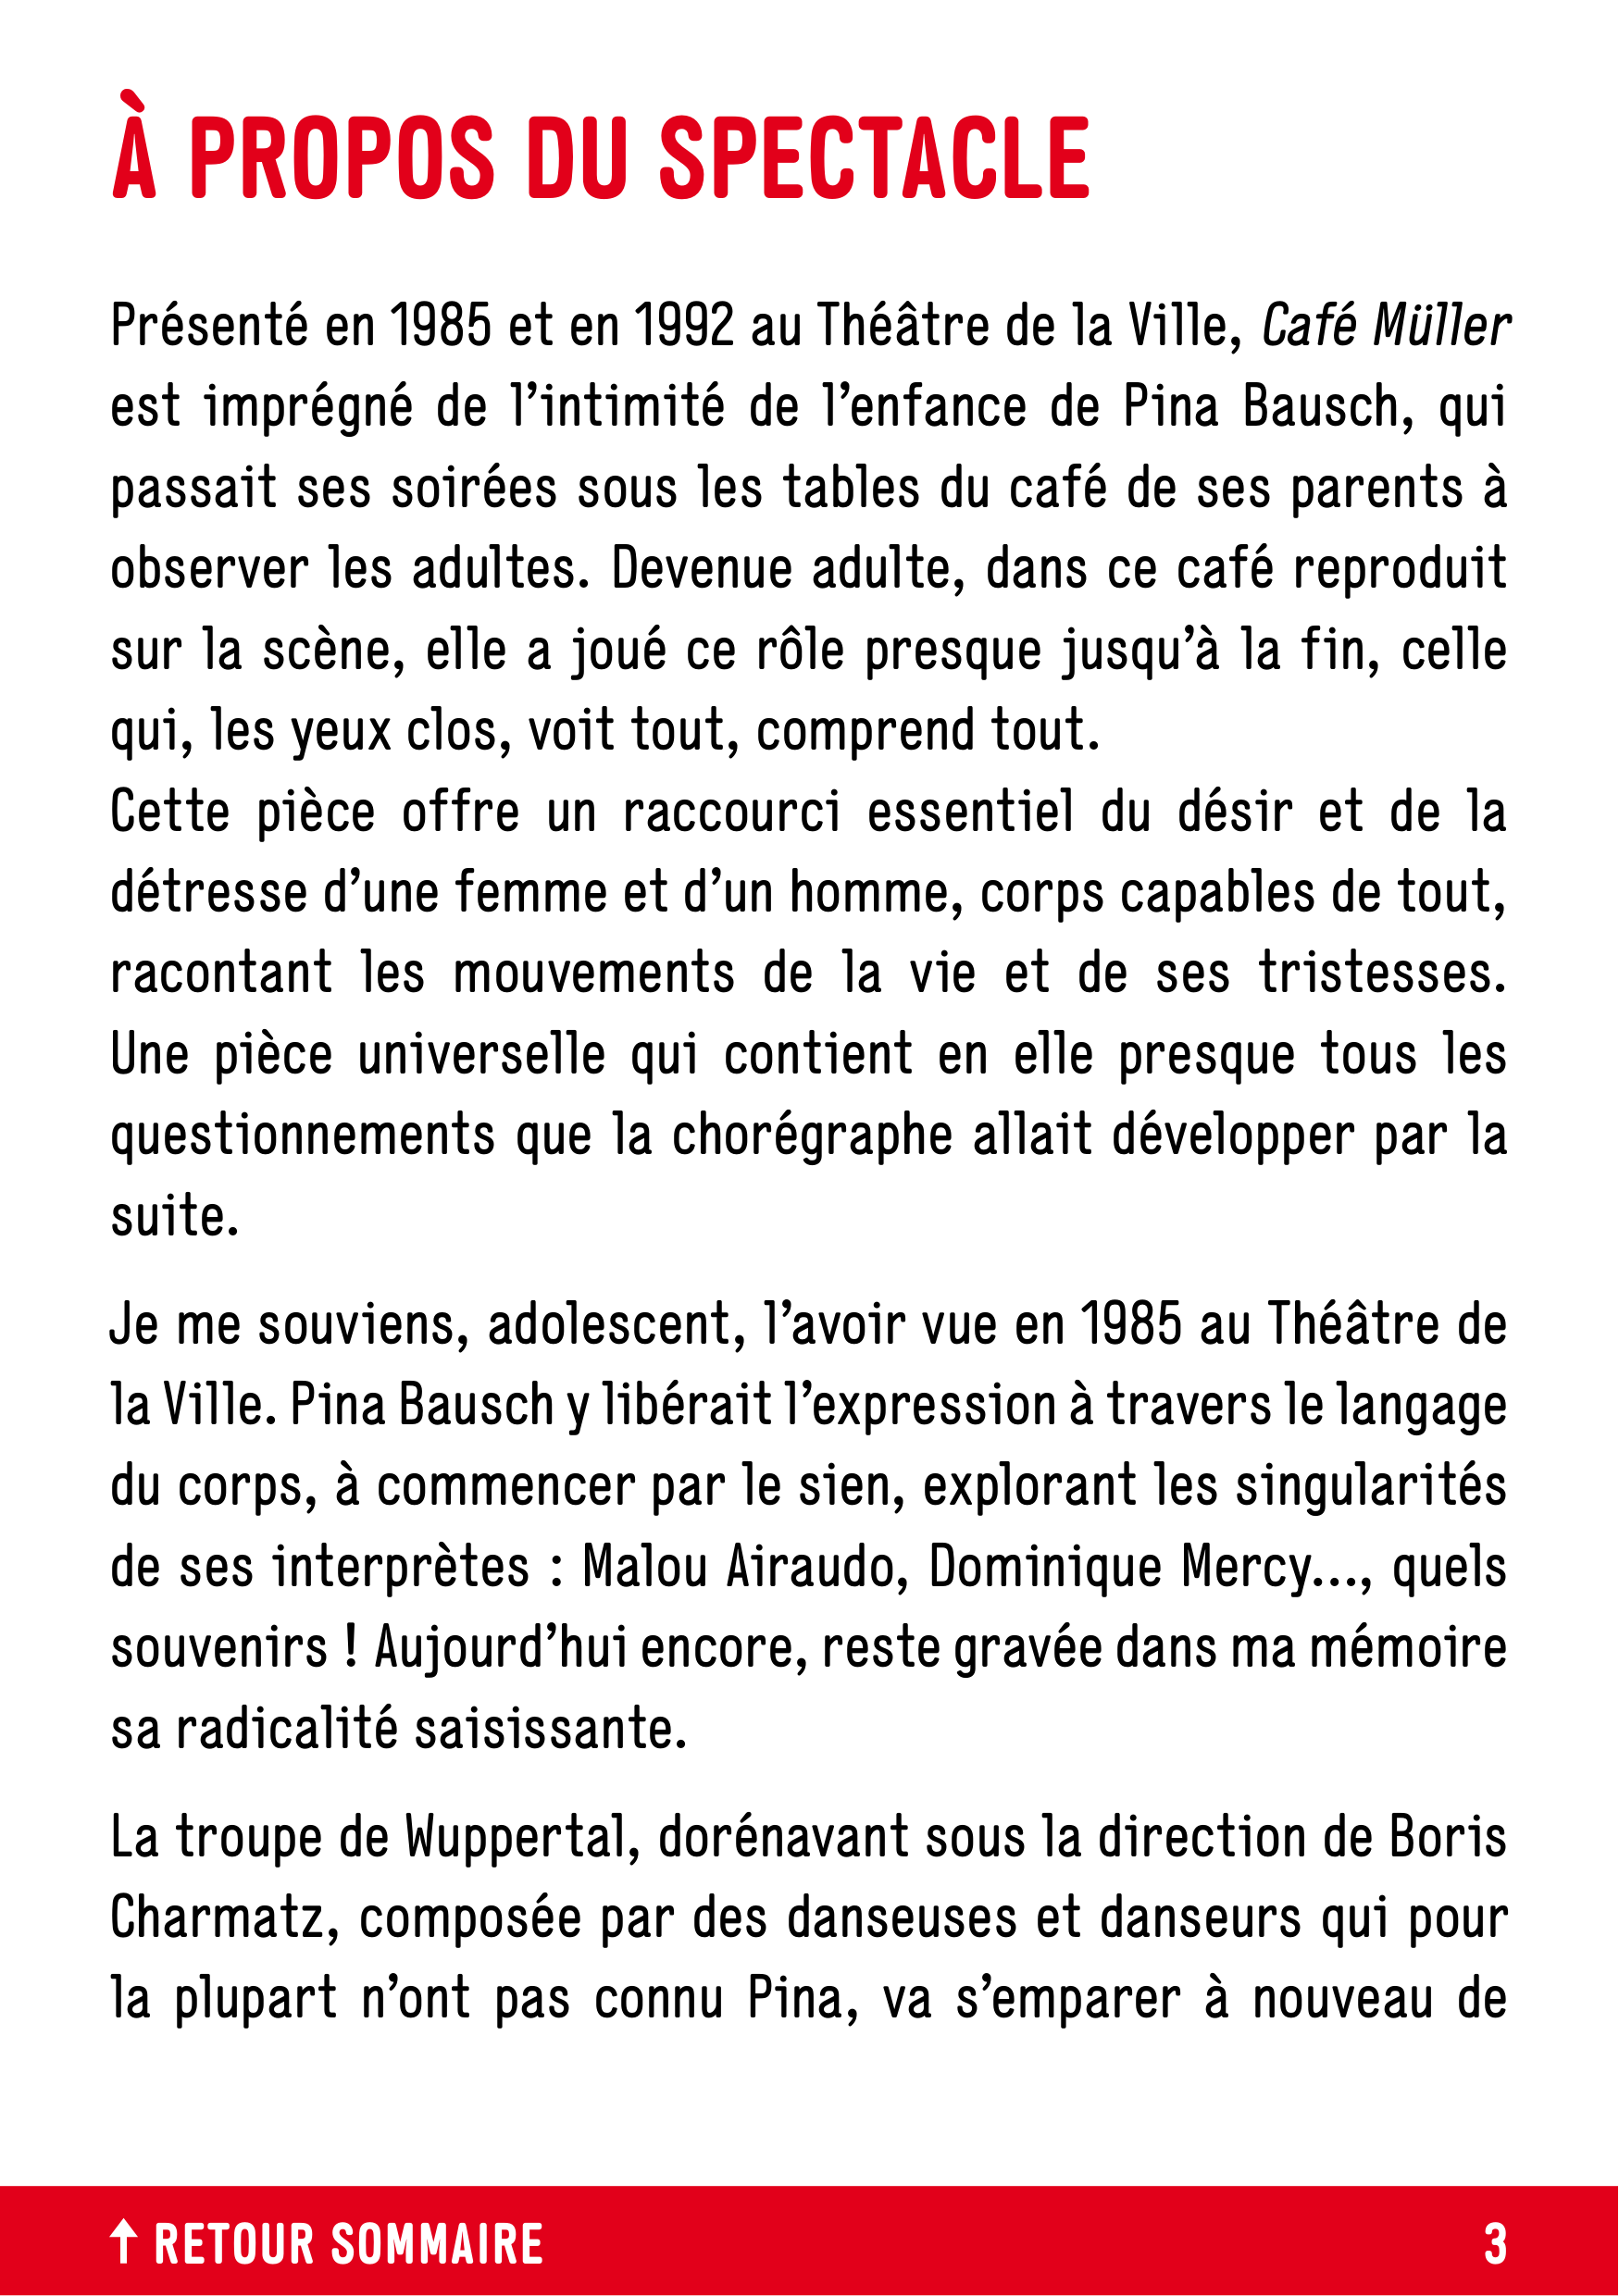 À PROPOS DU SPECTACLE
Présenté en 1985 et en 1992 au Théâtre de la Ville, Café Müller
est imprégné de l’intimité de l’enfance de Pina Bausch, qui
passait ses soirées sous les tables du café de ses parents à
observer les adultes. Devenue adulte, dans ce café reproduit
sur la scène, elle a joué ce rôle presque jusqu’à la fin, celle
qui, les yeux clos, voit tout, comprend tout.
Cette pièce offre un raccourci essentiel du désir et de la
détresse d’une femme et d’un homme, corps capables de tout,
racontant les mouvements de la vie et de ses tristesses.
Une pièce universelle qui contient en elle presque tous les
questionnements que la chorégraphe allait développer par la
suite.
Je me souviens, adolescent, l’avoir vue en 1985 au Théâtre de
la Ville. Pina Bausch y libérait l’expression à travers le langage
du corps, à commencer par le sien, explorant les singularités
de ses interprètes : Malou Airaudo, Dominique Mercy…, quels
souvenirs ! Aujourd’hui encore, reste gravée dans ma mémoire
sa radicalité saisissante.
La troupe de Wuppertal, dorénavant sous la direction de Boris
Charmatz, composée par des danseuses et danseurs qui pour
la plupart n’ont pas connu Pina, va s’emparer à nouveau de
↑ RETOUR SOMMAIRE
3